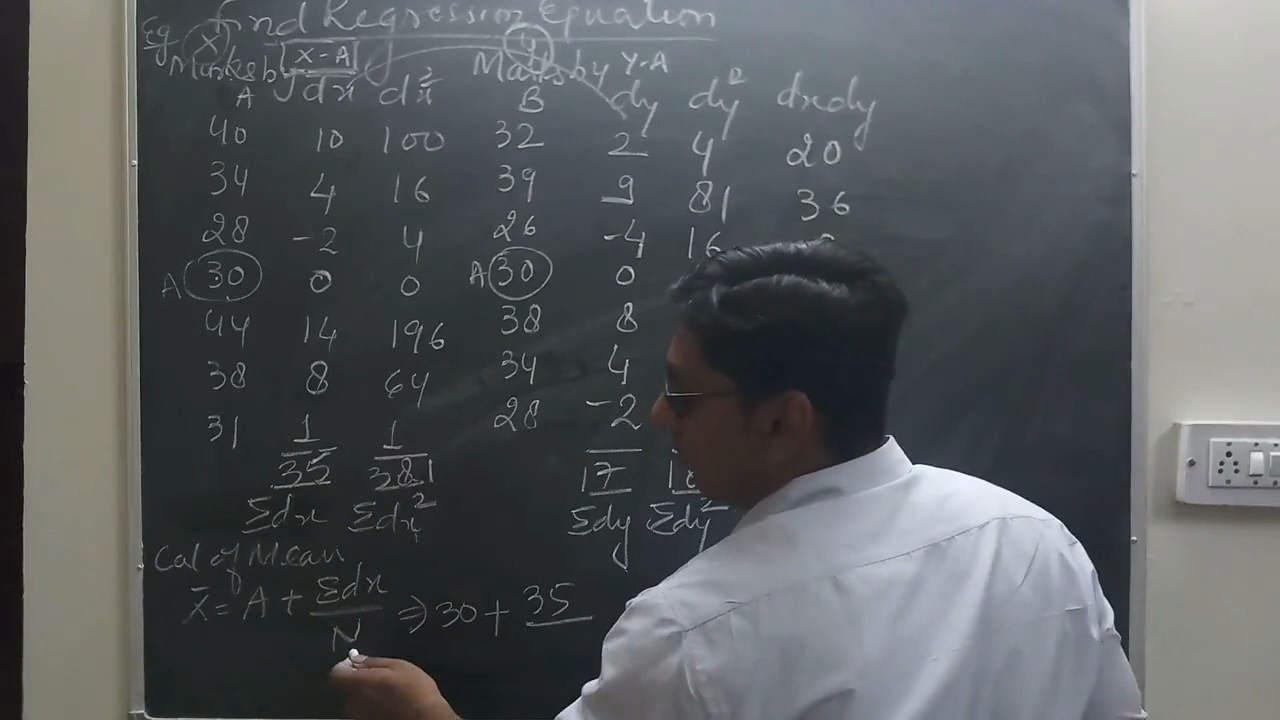 Find Regression Equation
Eg X X-A y
Marks by Marks by Y-A
A dx dx² B dy dy² dxdy
40 10 100 32 2 4 20
34 4 16 39 9 81 36
28 -2 4 26 -4 16
A 30 0 0 A 30 0
44 14 196 38 8
38 8 64 34 4
31 1 1 28 -2
35 381 17
Σdx Σdx² Σdy Σdy²
Cal of Mean
X̄ = A + Σdx/N ⇒ 30 + 35